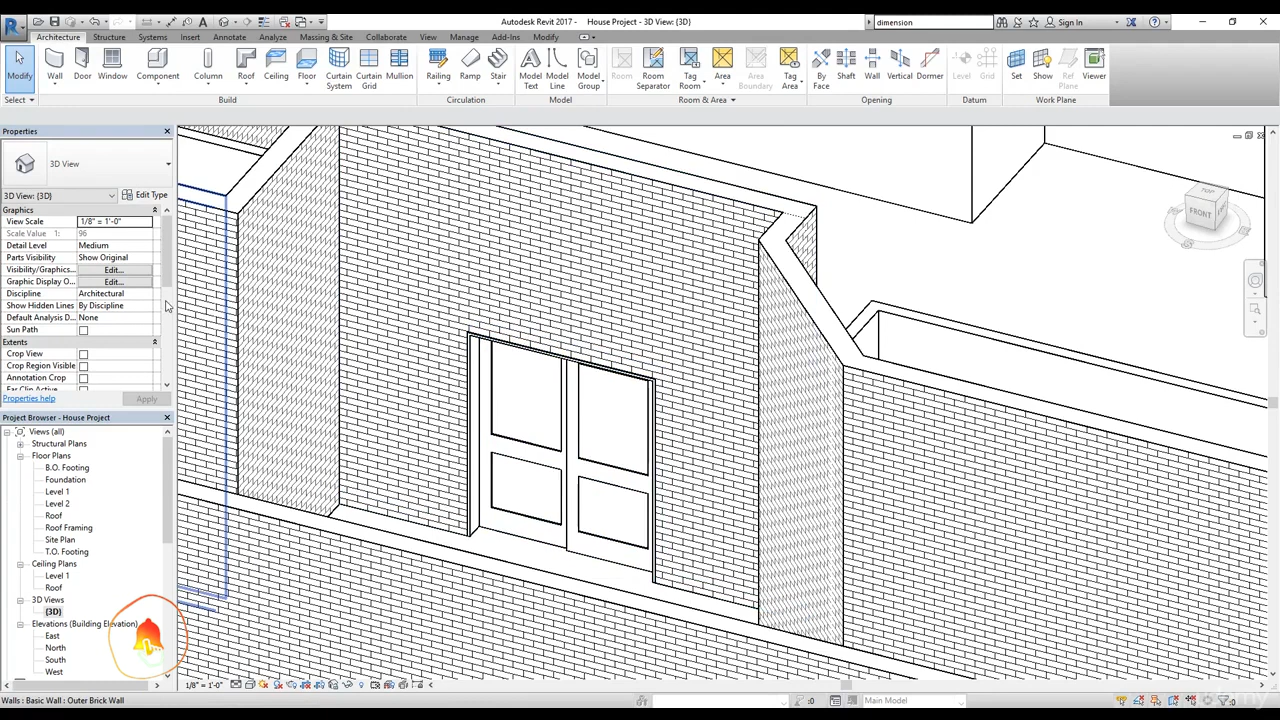 Autodesk Revit 2017 - House Project - 3D View: {3D}
dimension
Sign In
Architecture Structure Systems Insert Annotate Analyze Massing & Site Collaborate View Manage Add-Ins Modify
Modify Wall Door Window Component Column Roof Ceiling Floor Curtain System Curtain Grid Mullion Railing Ramp Stair Model Text Model Line Model Group Room Room Separator Tag Room Area Area Boundary Tag Area By Face Shaft Wall Vertical Dormer Level Grid Set Show Ref Plane Viewer
Select Build Circulation Model Room & Area Opening Datum Work Plane
Properties
3D View
3D View: {3D} Edit Type
Graphics
View Scale 1/8" = 1'-0"
Scale Value 1: 96
Detail Level Medium
Parts Visibility Show Original
Visibility/Graphics... Edit...
Graphic Display O... Edit...
Discipline Architectural
Show Hidden Lines By Discipline
Default Analysis D... None
Sun Path
Extents
Crop View
Crop Region Visible
Annotation Crop
Far Clip Active
Properties help Apply
Project Browser - House Project
Views (all)
Structural Plans
Floor Plans
B.O. Footing
Foundation
Level 1
Level 2
Roof
Roof Framing
Site Plan
T.O. Footing
Ceiling Plans
Level 1
Roof
3D Views
{3D}
Elevations (Building Elevation)
East
North
South
West
FRONT
1/8" = 1'-0"
Walls : Basic Wall : Outer Brick Wall
:0
Main Model
:0